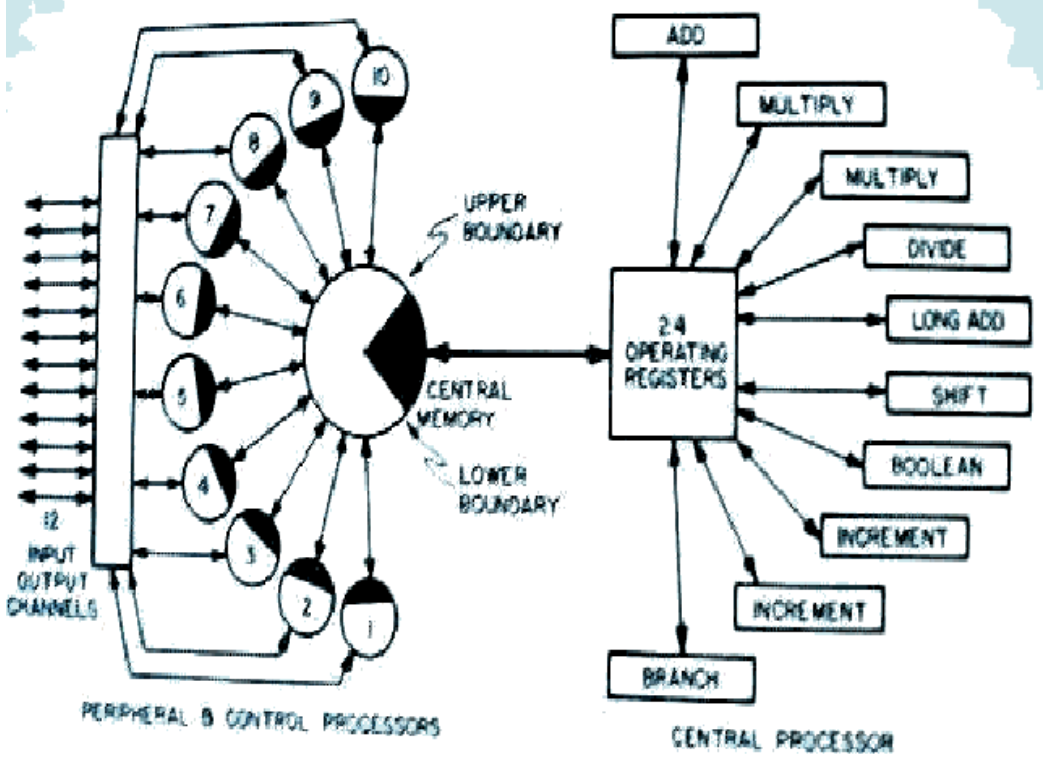 ADD
MULTIPLY
MULTIPLY
DIVIDE
LONG ADD
SHIFT
BOOLEAN
INCREMENT
INCREMENT
BRANCH
24
OPERATING
REGISTERS
CENTRAL PROCESSOR
10
9
8
7
6
5
4
3
2
1
UPPER
BOUNDARY
CENTRAL
MEMORY
LOWER
BOUNDARY
12
INPUT
OUTPUT
CHANNELS
PERIPHERAL & CONTROL PROCESSORS